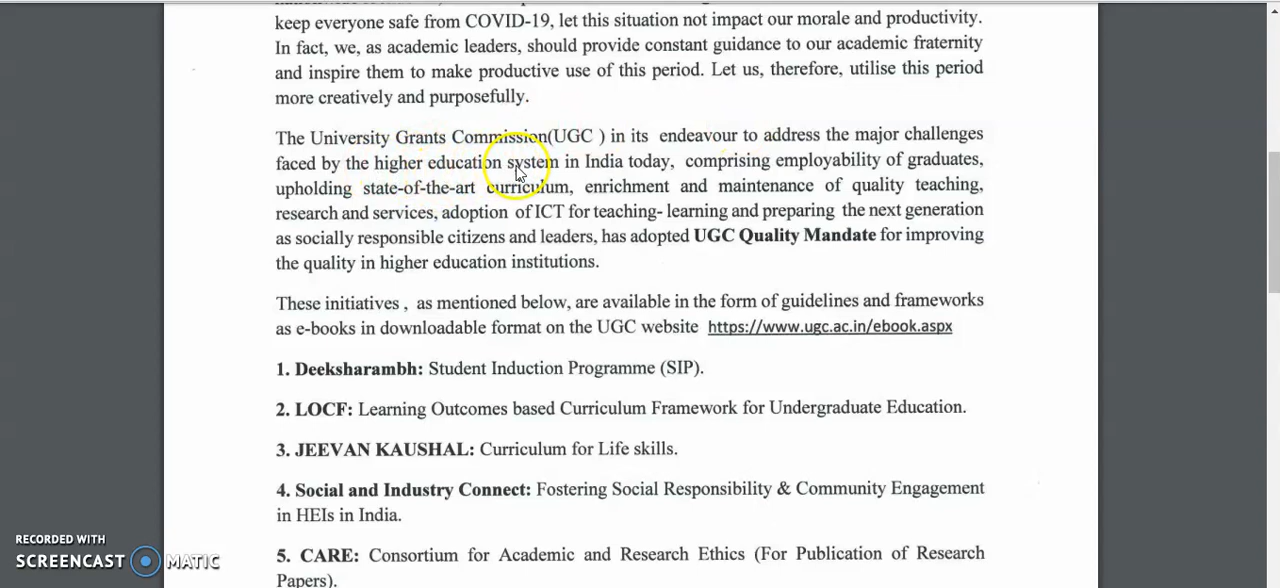 keep everyone safe from COVID-19, let this situation not impact our morale and productivity.
In fact, we, as academic leaders, should provide constant guidance to our academic fraternity
and inspire them to make productive use of this period. Let us, therefore, utilise this period
more creatively and purposefully.
The University Grants Commission(UGC ) in its endeavour to address the major challenges
faced by the higher education system in India today, comprising employability of graduates,
upholding state-of-the-art curriculum, enrichment and maintenance of quality teaching,
research and services, adoption of ICT for teaching- learning and preparing the next generation
as socially responsible citizens and leaders, has adopted UGC Quality Mandate for improving
the quality in higher education institutions.
These initiatives , as mentioned below, are available in the form of guidelines and frameworks
as e-books in downloadable format on the UGC website https://www.ugc.ac.in/ebook.aspx
1. Deeksharambh: Student Induction Programme (SIP).
2. LOCF: Learning Outcomes based Curriculum Framework for Undergraduate Education.
3. JEEVAN KAUSHAL: Curriculum for Life skills.
4. Social and Industry Connect: Fostering Social Responsibility & Community Engagement
in HEIs in India.
5. CARE: Consortium for Academic and Research Ethics (For Publication of Research
Papers).
RECORDED WITH
SCREENCAST MATIC